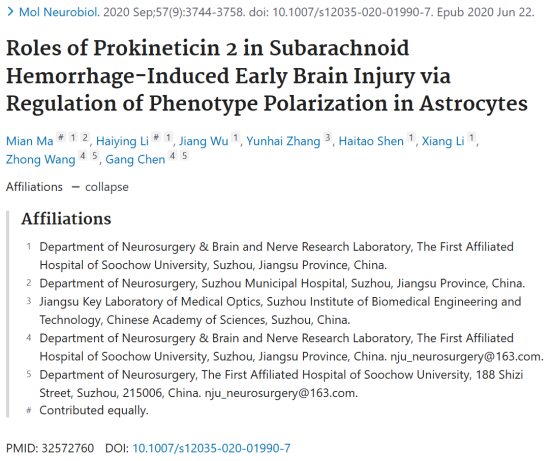 > Mol Neurobiol. 2020 Sep;57(9):3744-3758. doi: 10.1007/s12035-020-01990-7. Epub 2020 Jun 22.
Roles of Prokineticin 2 in Subarachnoid
Hemorrhage-Induced Early Brain Injury via
Regulation of Phenotype Polarization in Astrocytes
Mian Ma # 1 2, Haiying Li # 1, Jiang Wu 1, Yunhai Zhang 3, Haitao Shen 1, Xiang Li 1,
Zhong Wang 4 5, Gang Chen 4 5
Affiliations − collapse
Affiliations
1 Department of Neurosurgery & Brain and Nerve Research Laboratory, The First Affiliated
Hospital of Soochow University, Suzhou, Jiangsu Province, China.
2 Department of Neurosurgery, Suzhou Municipal Hospital, Suzhou, Jiangsu Province, China.
3 Jiangsu Key Laboratory of Medical Optics, Suzhou Institute of Biomedical Engineering and
Technology, Chinese Academy of Sciences, Suzhou, China.
4 Department of Neurosurgery & Brain and Nerve Research Laboratory, The First Affiliated
Hospital of Soochow University, Suzhou, Jiangsu Province, China. nju_neurosurgery@163.com.
5 Department of Neurosurgery, The First Affiliated Hospital of Soochow University, 188 Shizi
Street, Suzhou, 215006, China. nju_neurosurgery@163.com.
# Contributed equally.
PMID: 32572760 DOI: 10.1007/s12035-020-01990-7